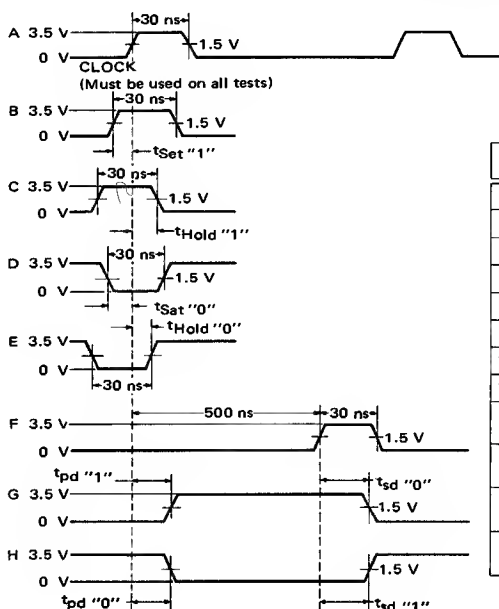 30 ns
A 3.5 V
1.5 V
0 V
CLOCK
(Must be used on all tests)
30 ns
B 3.5 V
1.5 V
0 V
tSet "1"
30 ns
C 3.5 V
1.5 V
0 V
tHold "1"
30 ns
D 3.5 V
1.5 V
0 V
tSat "0"
tHold "0"
E 3.5 V
0 V
30 ns
500 ns
30 ns
F 3.5 V
1.5 V
0 V
tpd "1"
tsd "0"
G 3.5 V
1.5 V
0 V
H 3.5 V
1.5 V
0 V
tpd "0"
tsd "1"